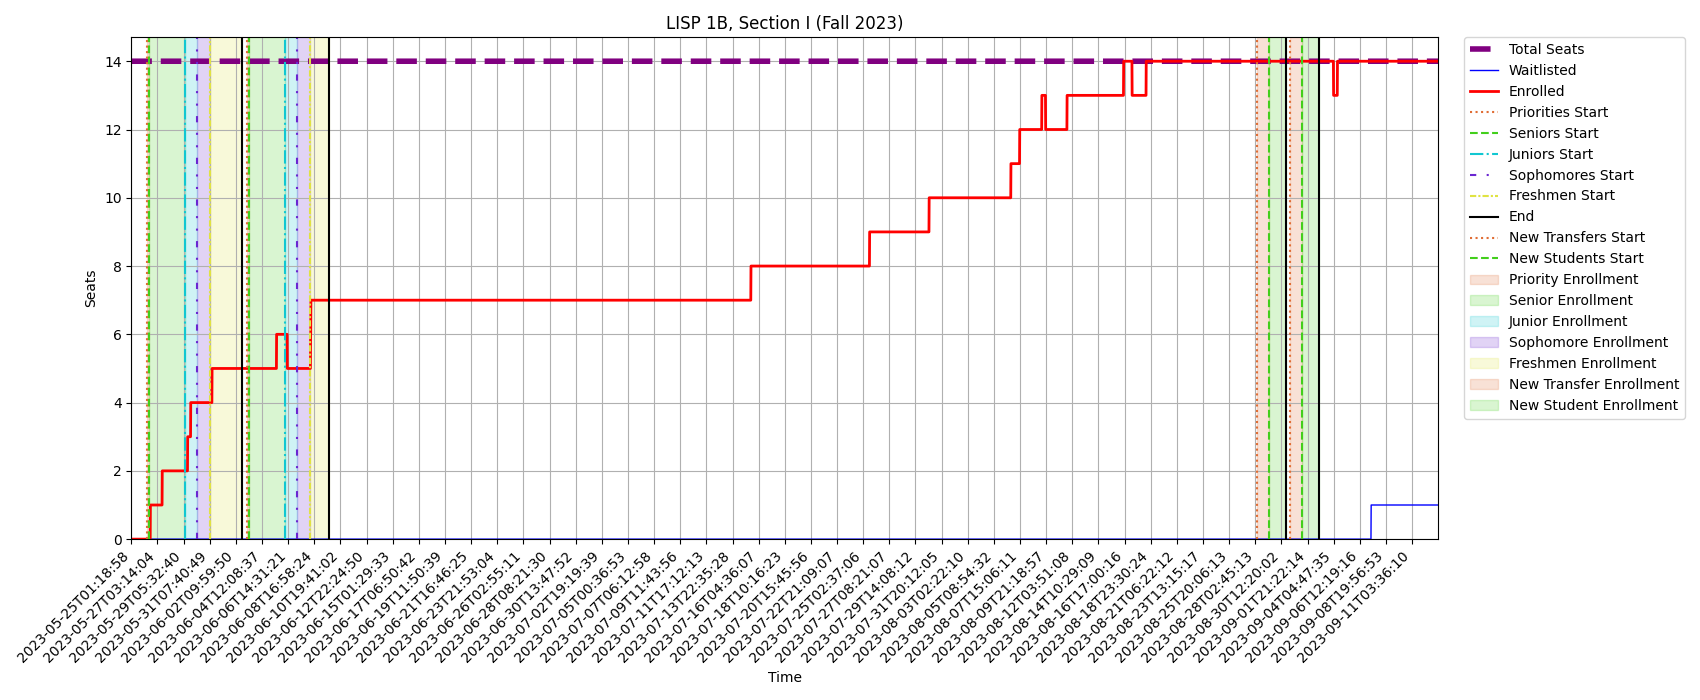 LISP 1B, Section I (Fall 2023)
Seats
14
12
10
8
6
4
2
0
2023-05-25T01:18:58
2023-05-27T03:14:04
2023-05-29T05:32:40
2023-05-31T07:40:49
2023-06-02T09:59:50
2023-06-04T12:08:37
2023-06-06T14:31:21
2023-06-08T16:58:24
2023-06-10T19:41:02
2023-06-12T22:24:50
2023-06-15T01:29:33
2023-06-17T06:50:42
2023-06-19T11:50:39
2023-06-21T16:46:25
2023-06-23T21:53:04
2023-06-26T02:55:11
2023-06-28T08:21:30
2023-06-30T13:47:52
2023-07-02T19:19:39
2023-07-05T00:36:53
2023-07-07T06:12:58
2023-07-09T11:43:56
2023-07-11T17:12:13
2023-07-13T22:35:28
2023-07-16T04:36:07
2023-07-18T10:16:23
2023-07-20T15:45:56
2023-07-22T21:09:07
2023-07-25T02:37:06
2023-07-27T08:21:07
2023-07-29T14:08:12
2023-07-31T20:12:05
2023-08-03T02:22:10
2023-08-05T08:54:32
2023-08-07T15:06:11
2023-08-09T21:18:57
2023-08-12T03:51:08
2023-08-14T10:29:09
2023-08-16T17:00:16
2023-08-18T23:30:24
2023-08-21T06:22:12
2023-08-23T13:15:17
2023-08-25T20:06:13
2023-08-28T02:45:13
2023-08-30T12:20:02
2023-09-01T21:22:14
2023-09-04T04:47:35
2023-09-06T12:19:16
2023-09-08T19:56:53
2023-09-11T03:36:10
Time
Total Seats
Waitlisted
Enrolled
Priorities Start
Seniors Start
Juniors Start
Sophomores Start
Freshmen Start
End
New Transfers Start
New Students Start
Priority Enrollment
Senior Enrollment
Junior Enrollment
Sophomore Enrollment
Freshmen Enrollment
New Transfer Enrollment
New Student Enrollment